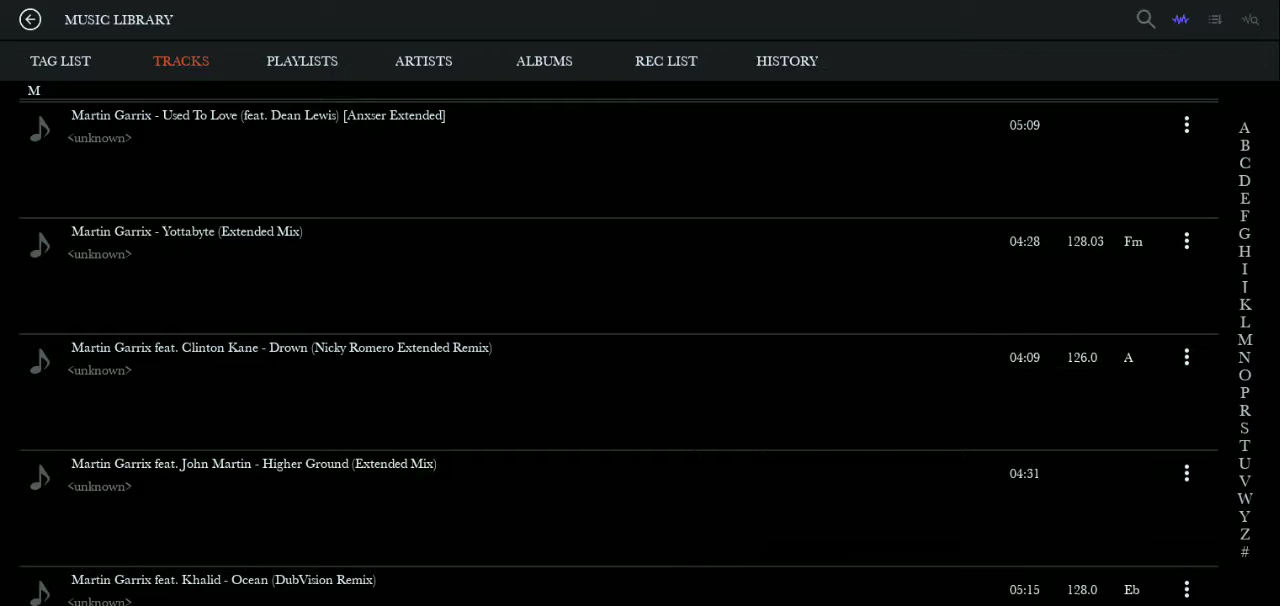 MUSIC LIBRARY
TAG LIST TRACKS PLAYLISTS ARTISTS ALBUMS REC LIST HISTORY
M
Martin Garrix - Used To Love (feat. Dean Lewis) [Anxser Extended]
<unknown>
05:09
Martin Garrix - Yottabyte (Extended Mix)
<unknown>
04:28 128.03 Fm
Martin Garrix feat. Clinton Kane - Drown (Nicky Romero Extended Remix)
<unknown>
04:09 126.0 A
Martin Garrix feat. John Martin - Higher Ground (Extended Mix)
<unknown>
04:31
Martin Garrix feat. Khalid - Ocean (DubVision Remix)
<unknown>
05:15 128.0 Eb
A
B
C
D
E
F
G
H
I
J
K
L
M
N
O
P
R
S
T
U
V
W
Y
Z
#